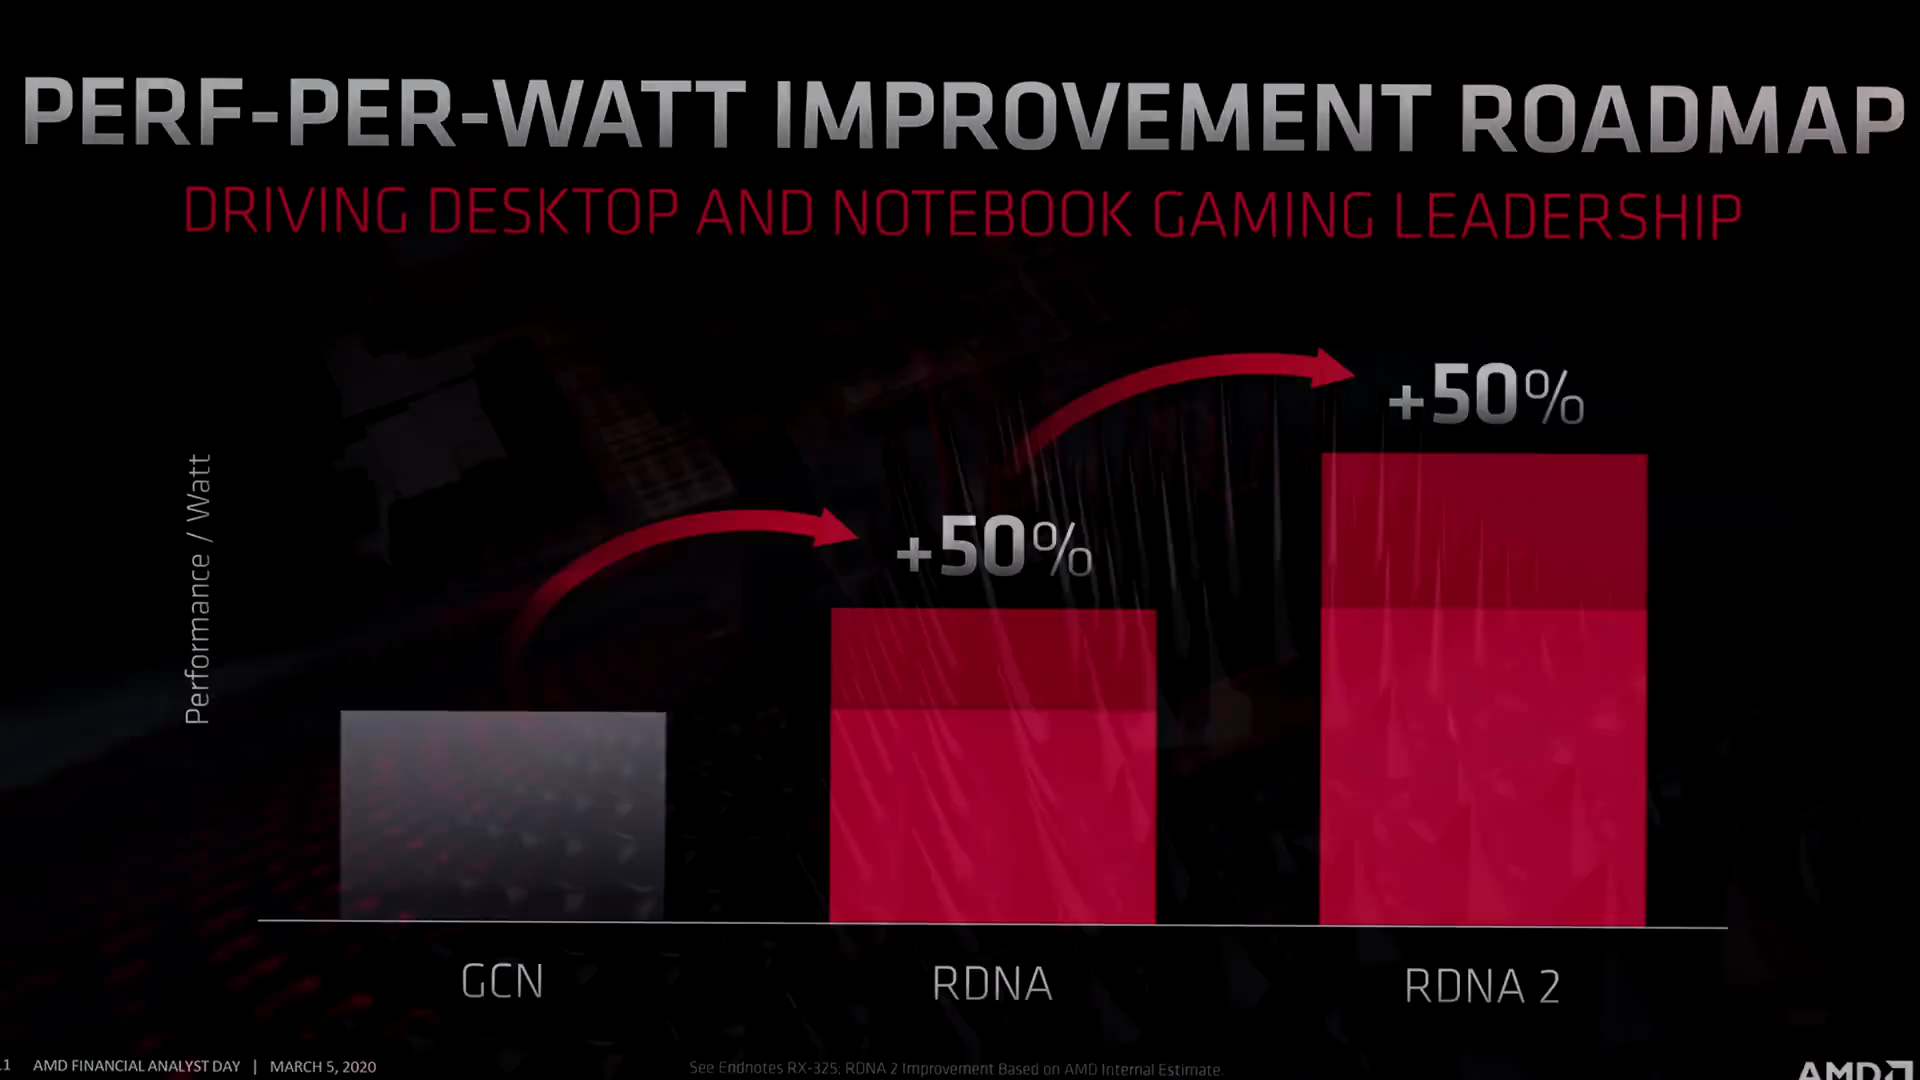 PERF-PER-WATT IMPROVEMENT ROADMAP
DRIVING DESKTOP AND NOTEBOOK GAMING LEADERSHIP
+50%
+50%
Performance / Watt
GCN
RDNA
RDNA 2
11 AMD FINANCIAL ANALYST DAY | MARCH 5, 2020
See Endnotes RX-325; RDNA 2 Improvement Based on AMD Internal Estimate.
AMD